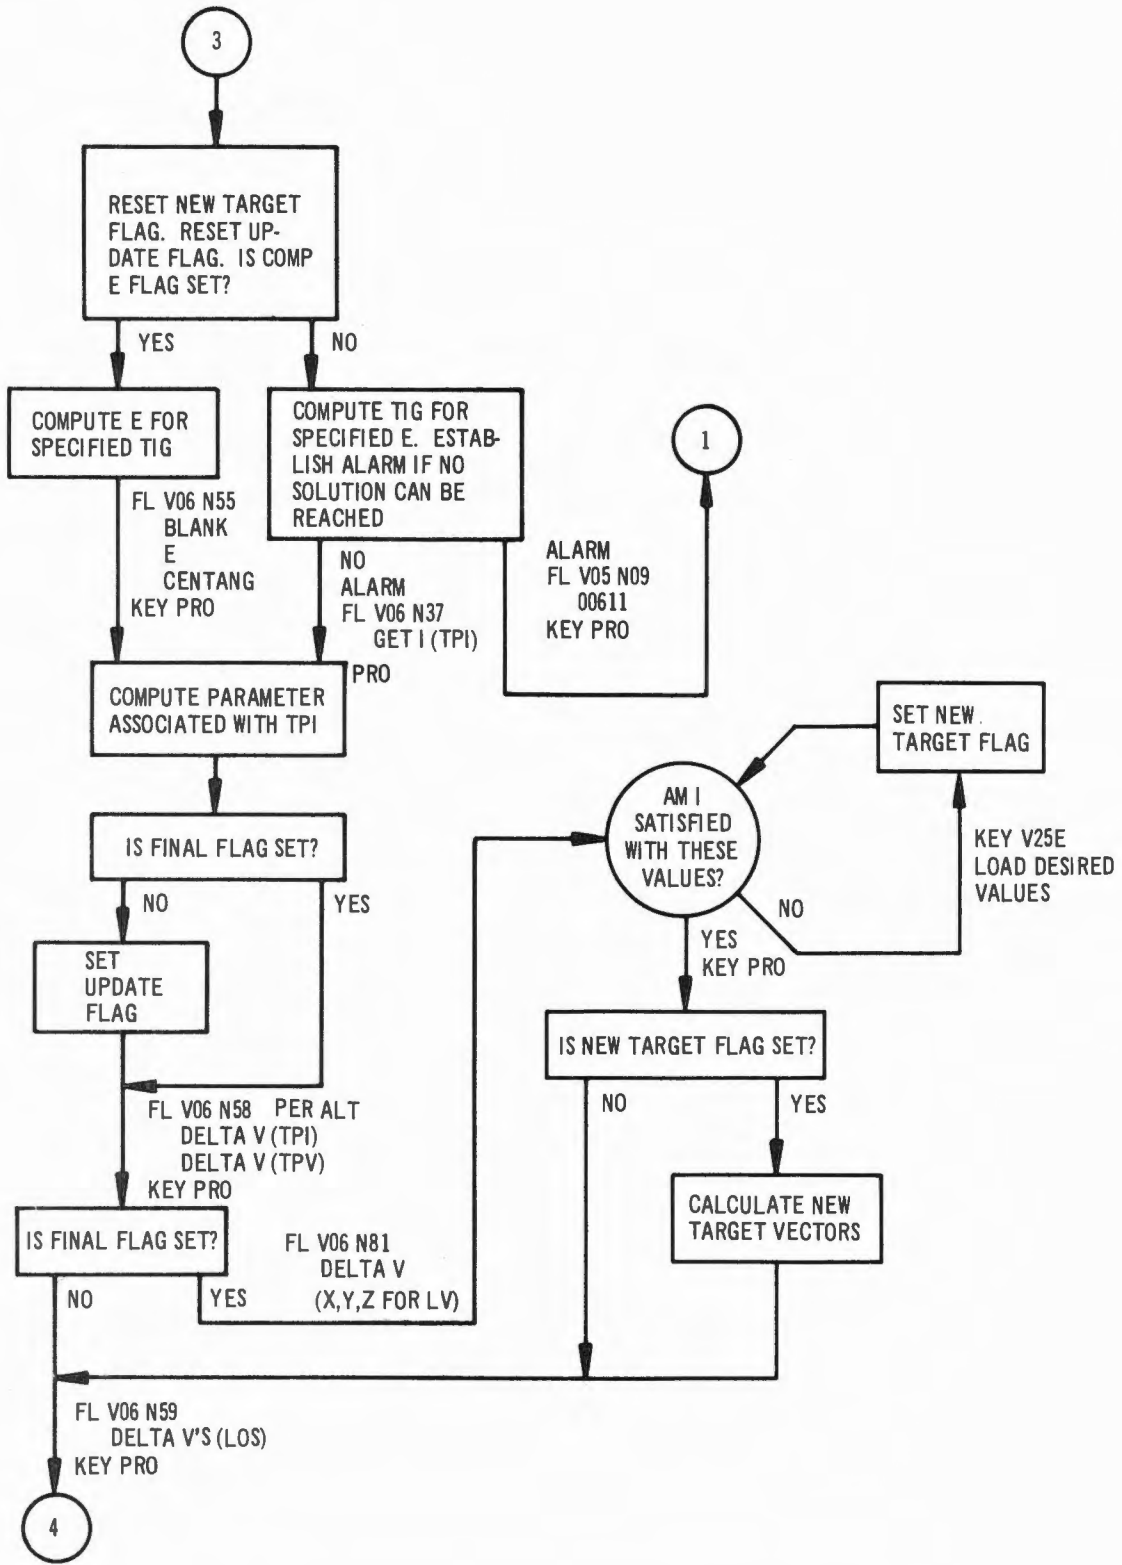 3
RESET NEW TARGET
FLAG. RESET UP-
DATE FLAG. IS COMP
E FLAG SET?
YES
NO
COMPUTE E FOR
SPECIFIED TIG
COMPUTE TIG FOR
SPECIFIED E. ESTAB-
LISH ALARM IF NO
SOLUTION CAN BE
REACHED
1
FL V06 N55
BLANK
E
CENTANG
KEY PRO
NO
ALARM
FL V06 N37
GET I (TPI)
PRO
ALARM
FL V05 N09
00611
KEY PRO
COMPUTE PARAMETER
ASSOCIATED WITH TPI
IS FINAL FLAG SET?
NO
YES
SET
UPDATE
FLAG
FL V06 N58 PER ALT
DELTA V (TPI)
DELTA V (TPV)
KEY PRO
IS FINAL FLAG SET?
NO
YES
FL V06 N81
DELTA V
(X,Y,Z FOR LV)
AM I
SATISFIED
WITH THESE
VALUES?
SET NEW.
TARGET FLAG
KEY V25E
LOAD DESIRED
VALUES
NO
YES
KEY PRO
IS NEW TARGET FLAG SET?
NO
YES
CALCULATE NEW
TARGET VECTORS
FL V06 N59
DELTA V'S (LOS)
KEY PRO
4